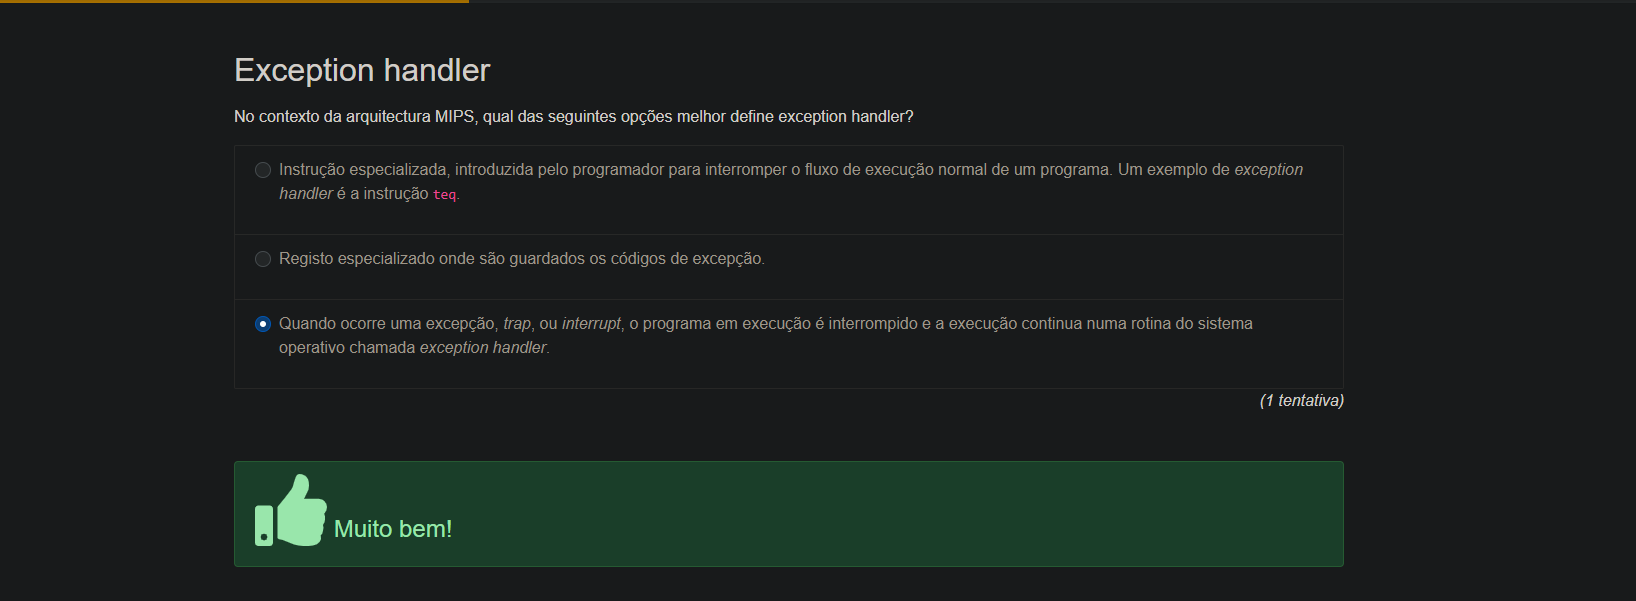 Exception handler
No contexto da arquitectura MIPS, qual das seguintes opções melhor define exception handler?
Instrução especializada, introduzida pelo programador para interromper o fluxo de execução normal de um programa. Um exemplo de exception
handler é a instrução teq.
Registo especializado onde são guardados os códigos de excepção.
Quando ocorre uma excepção, trap, ou interrupt, o programa em execução é interrompido e a execução continua numa rotina do sistema
operativo chamada exception handler.
(1 tentativa)
Muito bem!